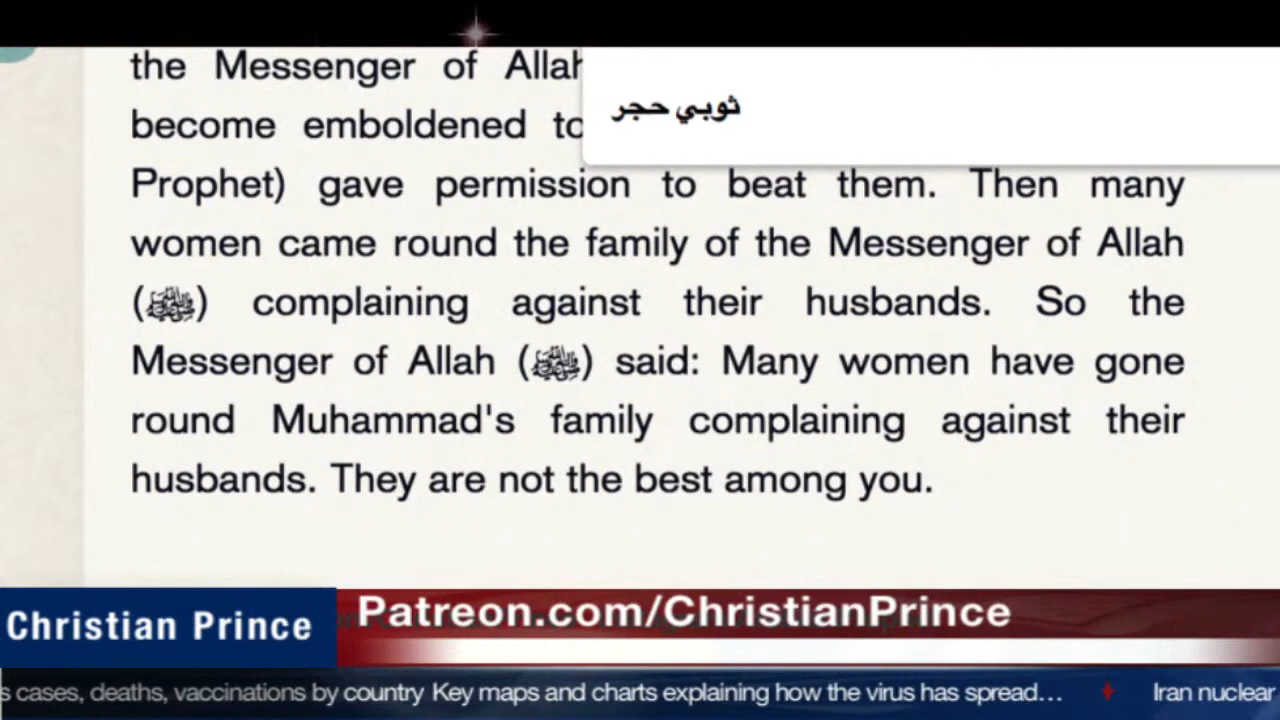 the Messenger of Allah
ثوبي حجر
become emboldened to
Prophet) gave permission to beat them. Then many
women came round the family of the Messenger of Allah
(ﷺ) complaining against their husbands. So the
Messenger of Allah (ﷺ) said: Many women have gone
round Muhammad's family complaining against their
husbands. They are not the best among you.
Christian Prince
Patreon.com/ChristianPrince
s cases, deaths, vaccinations by country Key maps and charts explaining how the virus has spread... Iran nuclear